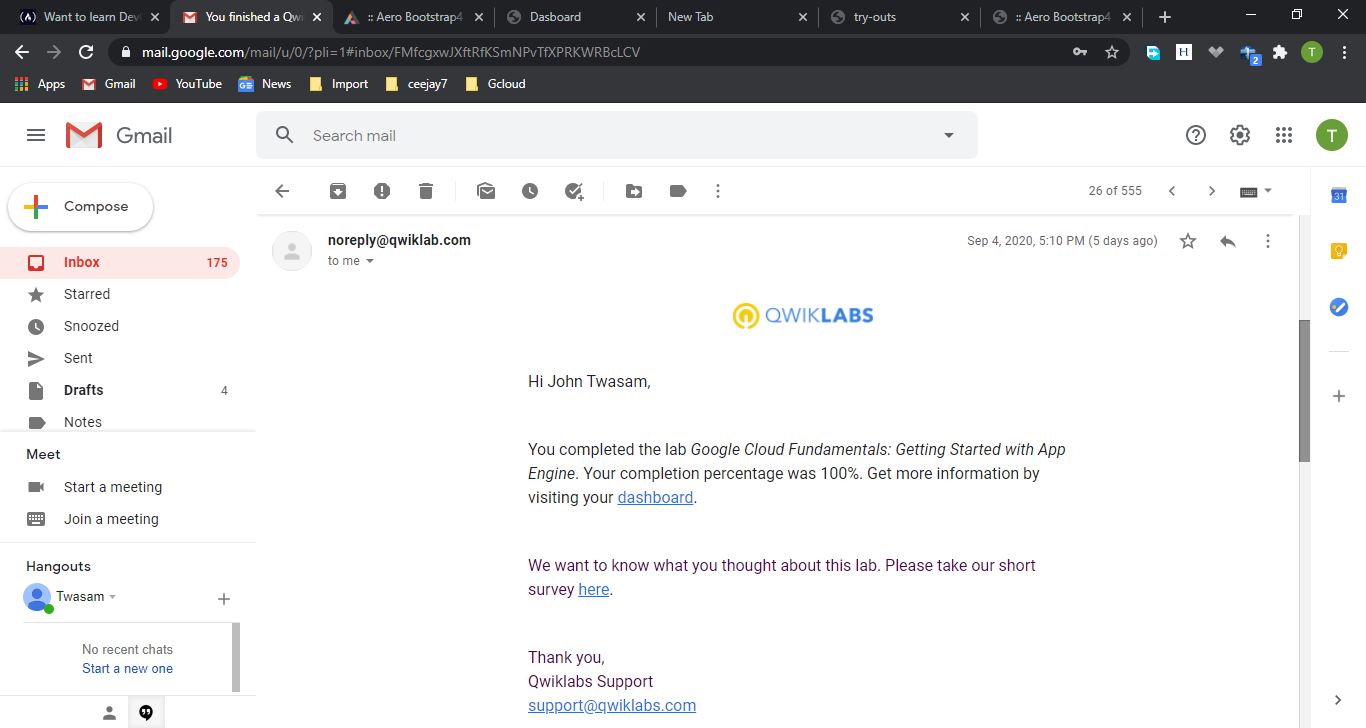 Want to learn Dev
You finished a Qwi
:: Aero Bootstrap4
Dasboard
New Tab
try-outs
:: Aero Bootstrap4
mail.google.com/mail/u/0/?pli=1#inbox/FMfcgxwJXftRfKSmNPvTfXPRKWRBcLCV
2
T
Apps
Gmail
YouTube
GE
News
Import
ceejay7
Gcloud
Gmail
Search mail
T
Compose
26 of 555
31
Inbox 175
Starred
Snoozed
Sent
Drafts 4
Notes
Meet
Start a meeting
Join a meeting
Hangouts
Twasam
No recent chats
Start a new one
noreply@qwiklab.com
Sep 4, 2020, 5:10 PM (5 days ago)
to me
QWIKLABS
Hi John Twasam,
You completed the lab Google Cloud Fundamentals: Getting Started with App
Engine. Your completion percentage was 100%. Get more information by
visiting your dashboard.
We want to know what you thought about this lab. Please take our short
survey here.
Thank you,
Qwiklabs Support
support@qwiklabs.com